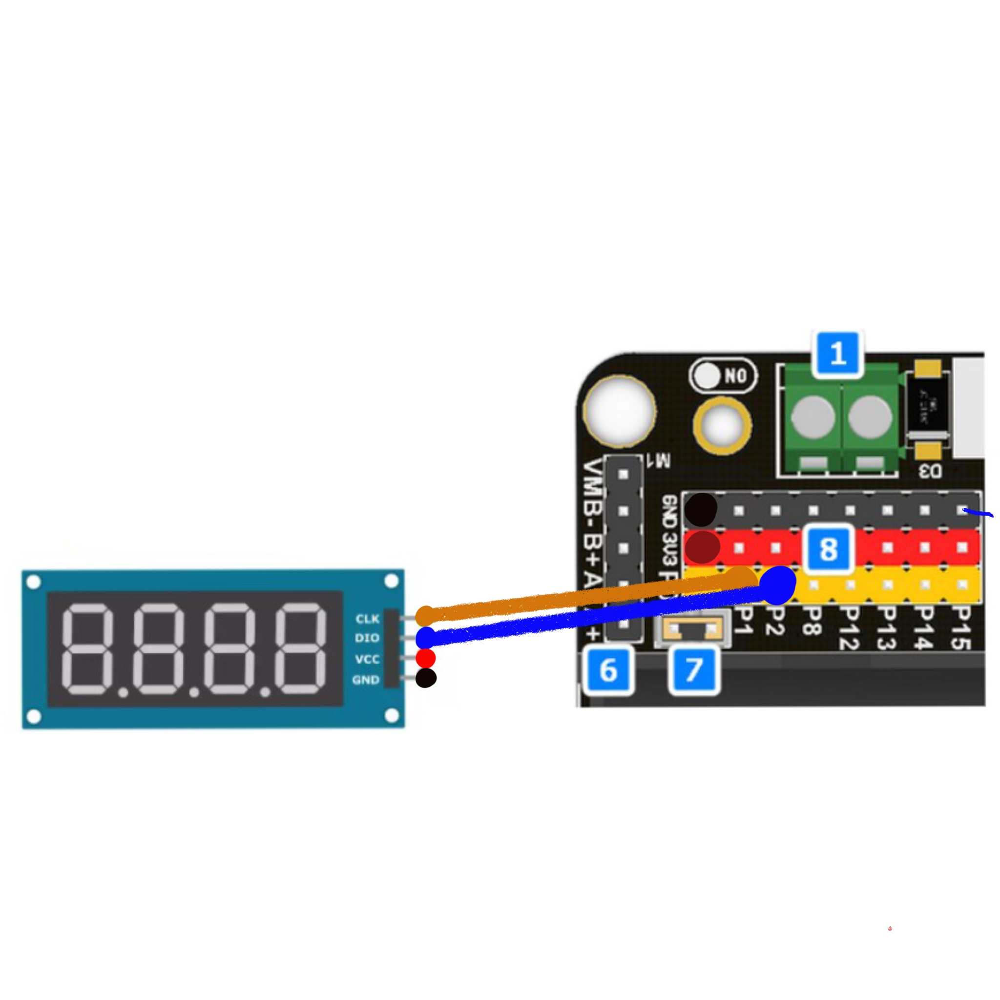 1
ON
M1
D3
VMB- B+A
+
GND 3V3
8
CLK
DIO
VCC
GND
P1 P2 P8 P12 P13 P14 P15
6
7